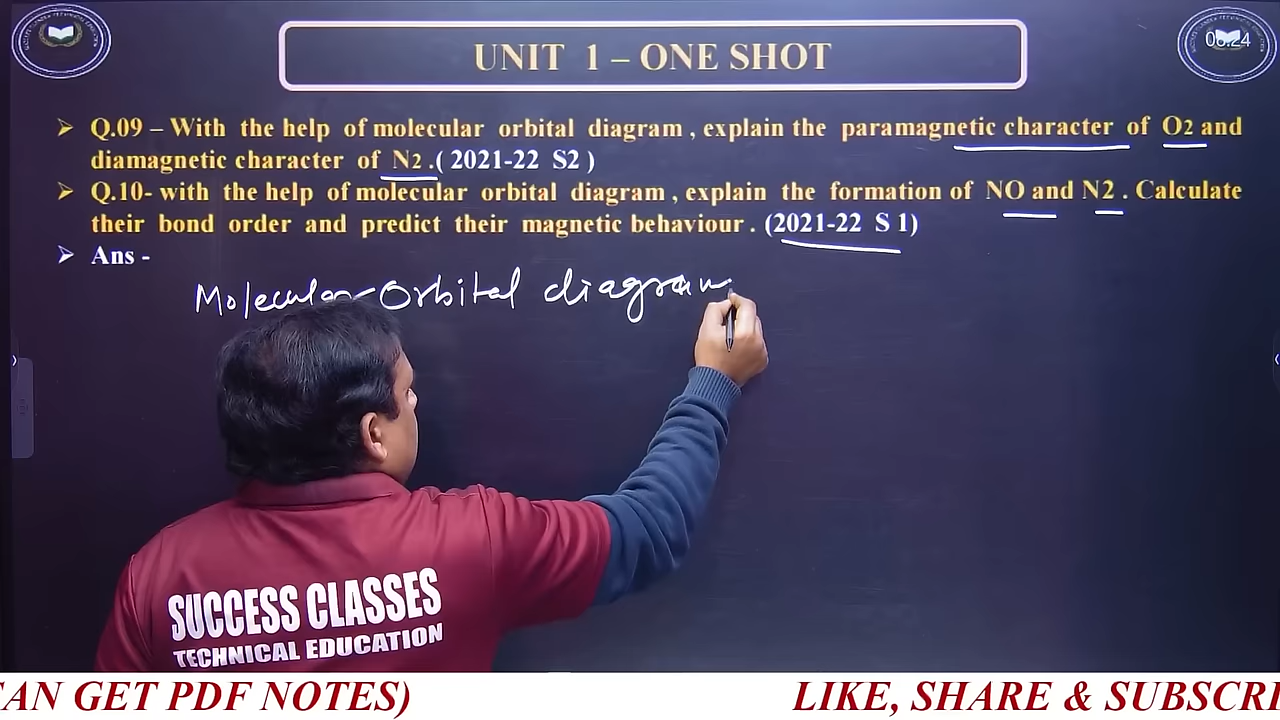 UNIT 1 – ONE SHOT
06:24
➢ Q.09 – With the help of molecular orbital diagram , explain the paramagnetic character of O2 and
diamagnetic character of N2 .( 2021-22 S2 )
➢ Q.10- with the help of molecular orbital diagram , explain the formation of NO and N2 . Calculate
their bond order and predict their magnetic behaviour . (2021-22 S 1)
➢ Ans -
Molecular Orbital diagram
SUCCESS CLASSES
TECHNICAL EDUCATION
AN GET PDF NOTES)
LIKE, SHARE & SUBSCRI